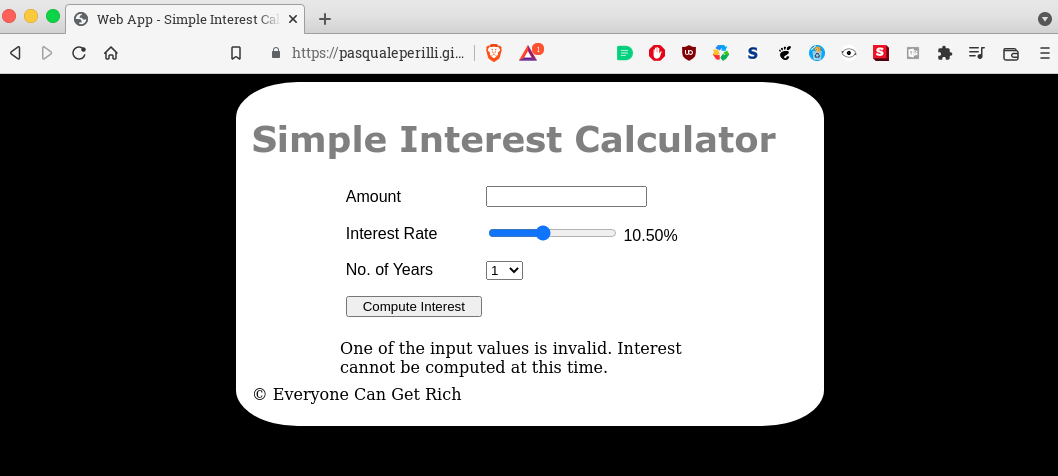 Web App - Simple Interest Cal
https://pasqualeperilli.gi...
1
Simple Interest Calculator
Amount
Interest Rate 10.50%
No. of Years 1
Compute Interest
One of the input values is invalid. Interest
cannot be computed at this time.
© Everyone Can Get Rich